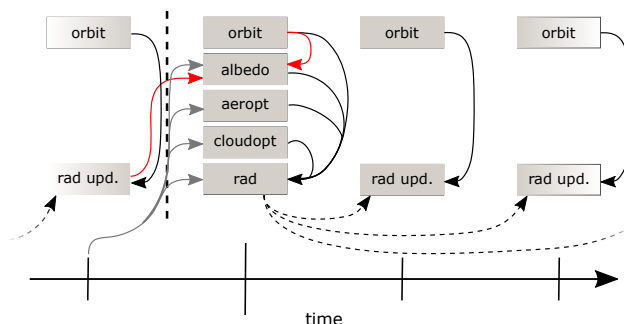 orbit
orbit
orbit
orbit
albedo
aeropt
cloudopt
rad upd.
rad
rad upd.
rad upd.
time